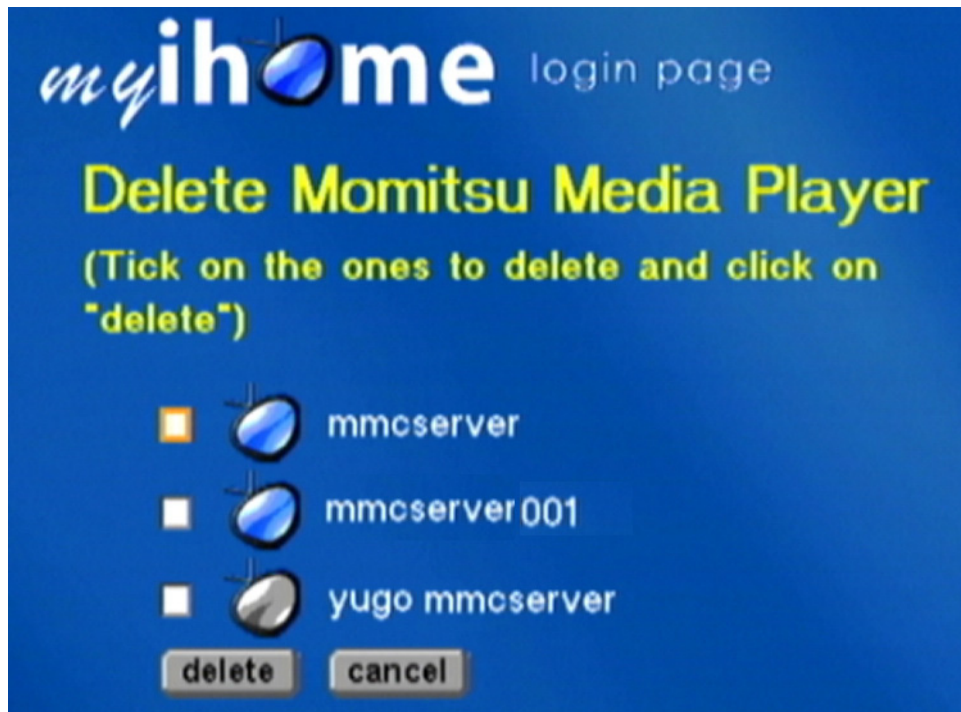 myihome login page
Delete Momitsu Media Player
(Tick on the ones to delete and click on
"delete")
mmcserver
mmcserver001
yugo mmcserver
delete cancel